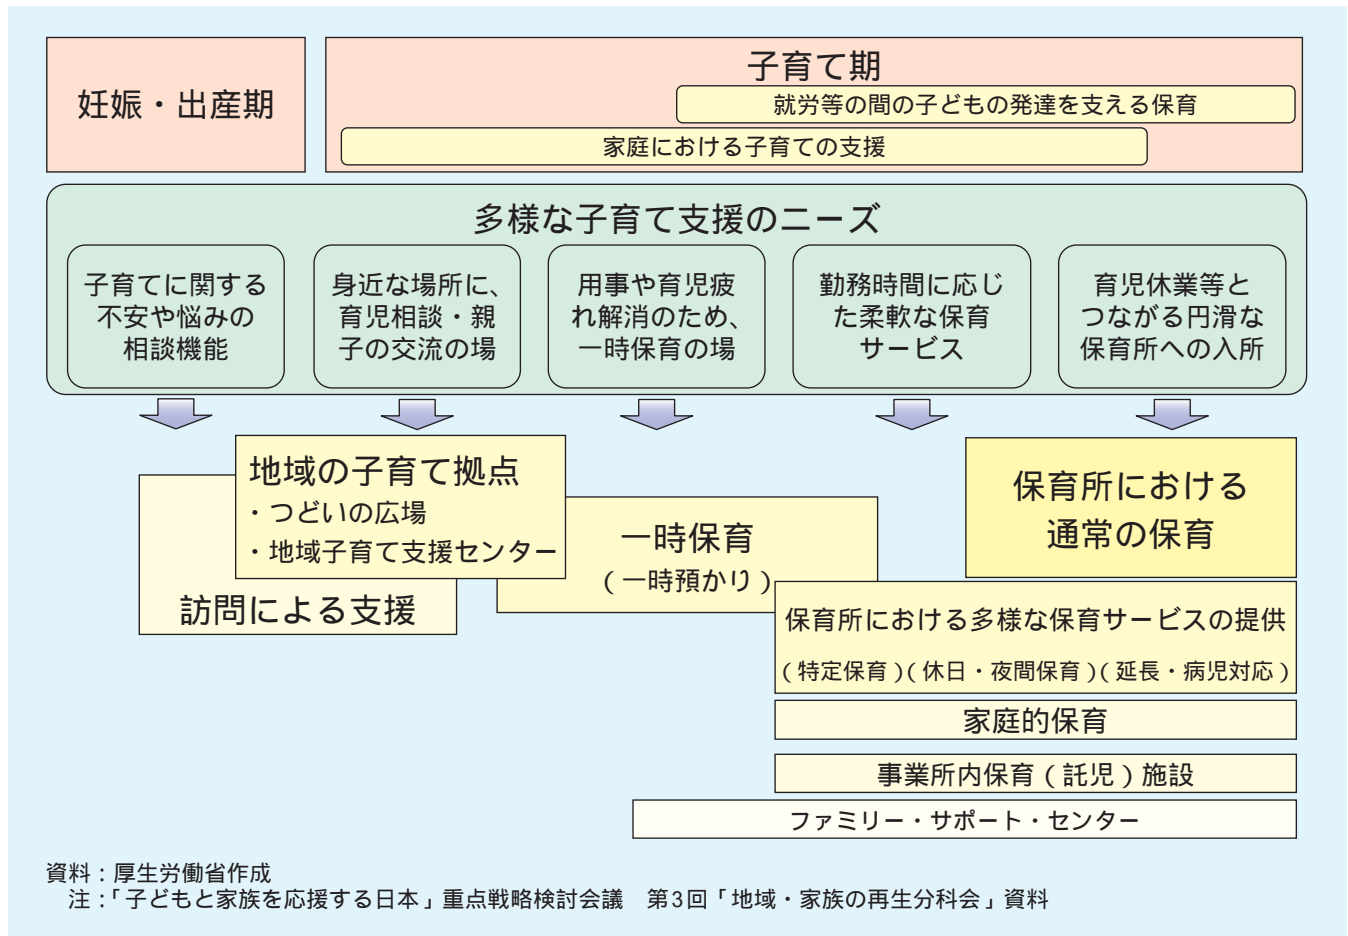 妊娠・出産期
子育て期
就労等の間の子どもの発達を支える保育
家庭における子育ての支援
多様な子育て支援のニーズ
子育てに関する
不安や悩みの
相談機能
身近な場所に、
育児相談・親
子の交流の場
用事や育児疲
れ解消のため、
一時保育の場
勤務時間に応じ
た柔軟な保育
サービス
育児休業等と
つながる円滑な
保育所への入所
地域の子育て拠点
・つどいの広場
・地域子育て支援センター
訪問による支援
一時保育
（一時預かり）
保育所における
通常の保育
保育所における多様な保育サービスの提供
（特定保育）（休日・夜間保育）（延長・病児対応）
家庭的保育
事業所内保育（託児）施設
ファミリー・サポート・センター
資料：厚生労働省作成
注：「子どもと家族を応援する日本」重点戦略検討会議　第3回「地域・家族の再生分科会」資料